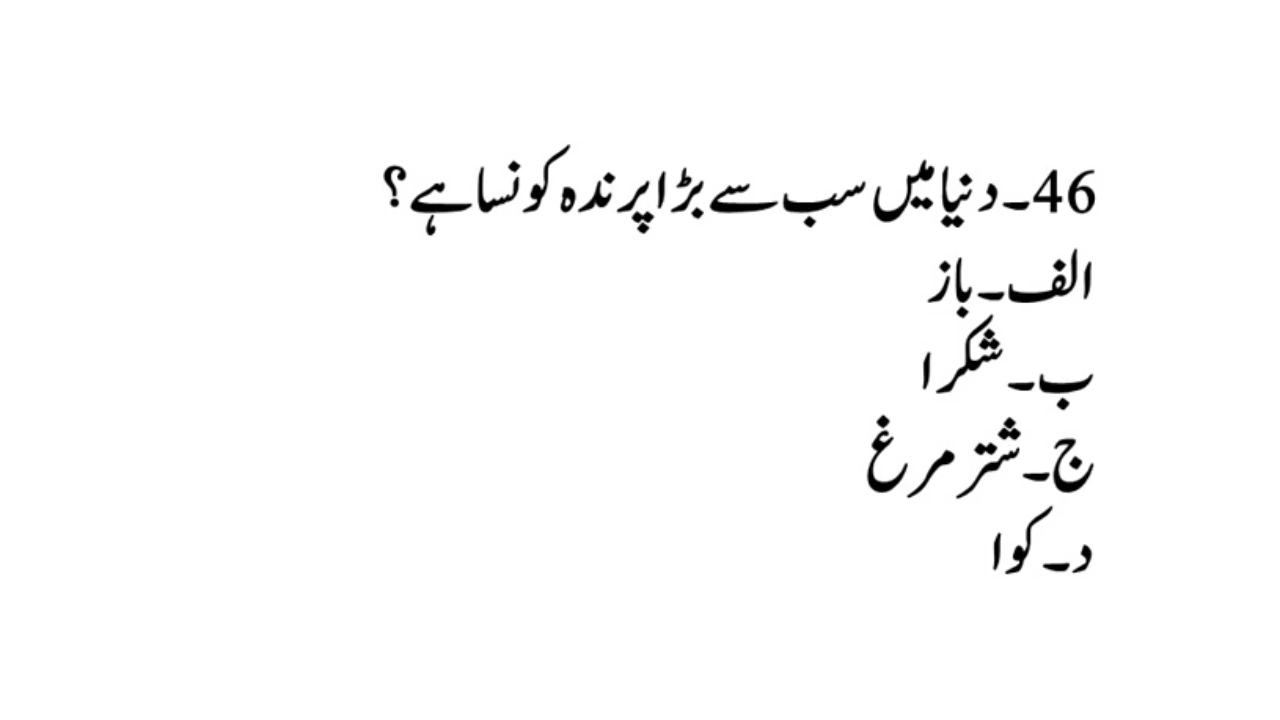 46۔دنیا میں سب سے بڑا پرندہ کونسا ہے؟
الف۔باز
ب۔شکرا
ج۔شتر مرغ
د۔کوا